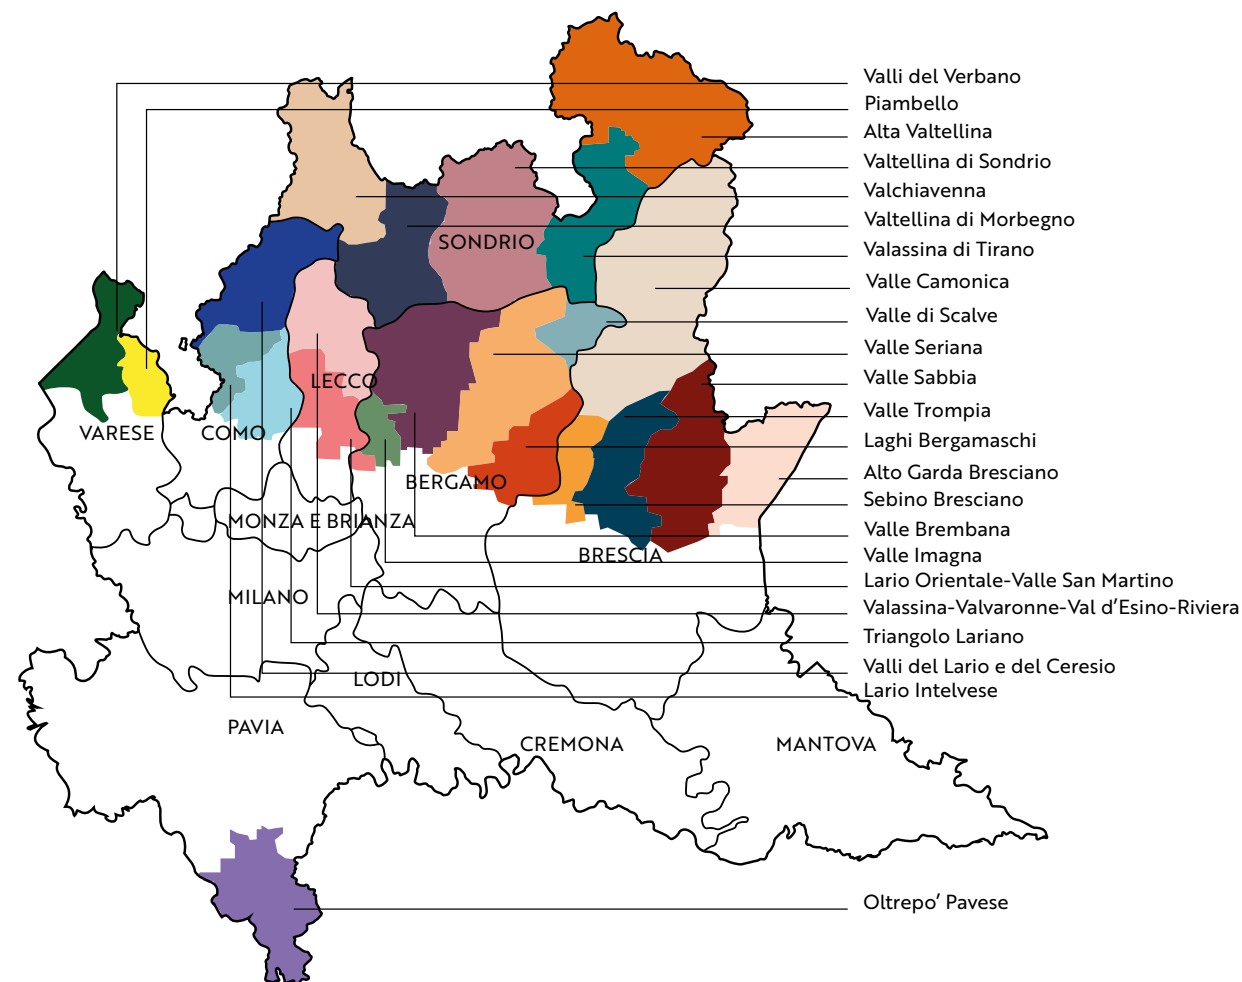 Valli del Verbano
Piambello
Alta Valtellina
Valtellina di Sondrio
Valchiavenna
Valtellina di Morbegno
Valassina di Tirano
Valle Camonica
Valle di Scalve
Valle Seriana
Valle Sabbia
Valle Trompia
Laghi Bergamaschi
Alto Garda Bresciano
Sebino Bresciano
Valle Brembana
Valle Imagna
Lario Orientale-Valle San Martino
Valassina-Valvaronne-Val d’Esino-Riviera
Triangolo Lariano
Valli del Lario e del Ceresio
Lario Intelvese
Oltrepo’ Pavese
SONDRIO
LECCO
VARESE
COMO
BERGAMO
MONZA E BRIANZA
BRESCIA
MILANO
LODI
PAVIA
CREMONA
MANTOVA